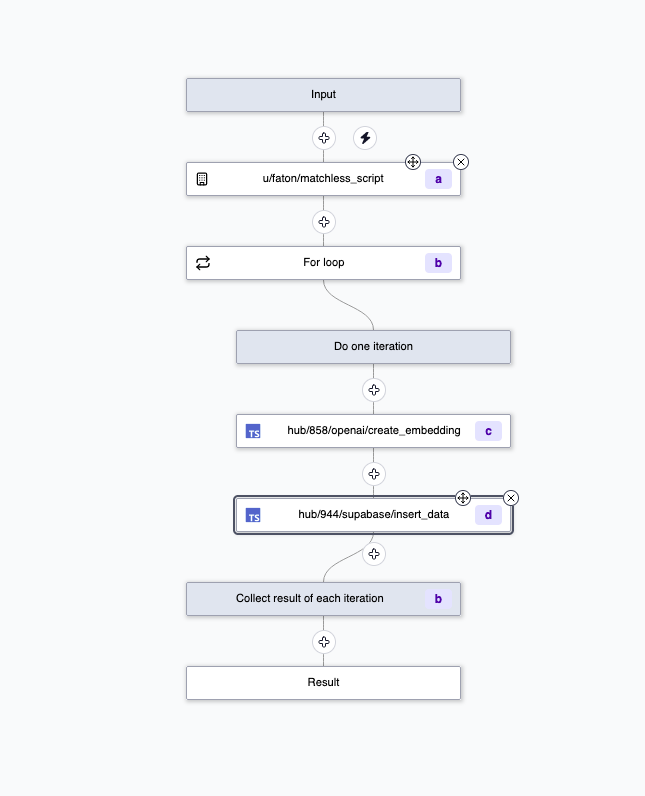 Input
u/faton/matchless_script a
For loop b
Do one iteration
TS hub/858/openai/create_embedding c
TS hub/944/supabase/insert_data d
Collect result of each iteration b
Result